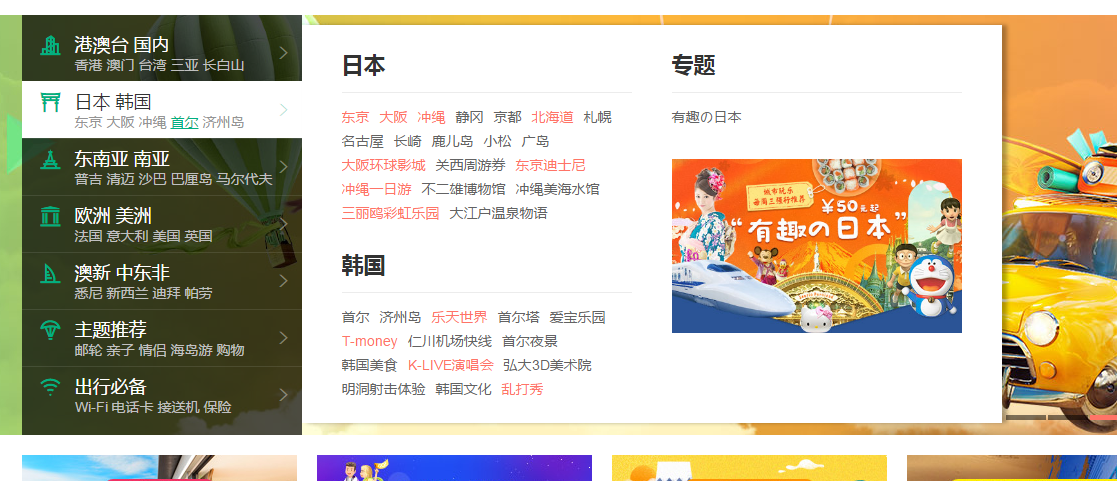 港澳台 国内
香港 澳门 台湾 三亚 长白山
日本 韩国
东京 大阪 冲绳 首尔 济州岛
东南亚 南亚
普吉 清迈 沙巴 巴厘岛 马尔代夫
欧洲 美洲
法国 意大利 美国 英国
澳新 中东非
悉尼 新西兰 迪拜 帕劳
主题推荐
邮轮 亲子 情侣 海岛游 购物
出行必备
Wi-Fi 电话卡 接送机 保险
日本
东京 大阪 冲绳 静冈 京都 北海道 札幌
名古屋 长崎 鹿儿岛 小松 广岛
大阪环球影城 关西周游券 东京迪士尼
冲绳一日游 不二雄博物馆 冲绳美海水馆
三丽鸥彩虹乐园 大江户温泉物语
韩国
首尔 济州岛 乐天世界 首尔塔 爱宝乐园
T-money 仁川机场快线 首尔夜景
韩国美食 K-LIVE演唱会 弘大3D美术院
明洞射击体验 韩国文化 乱打秀
专题
有趣の日本
城市玩乐
¥50元起
“有趣の日本”